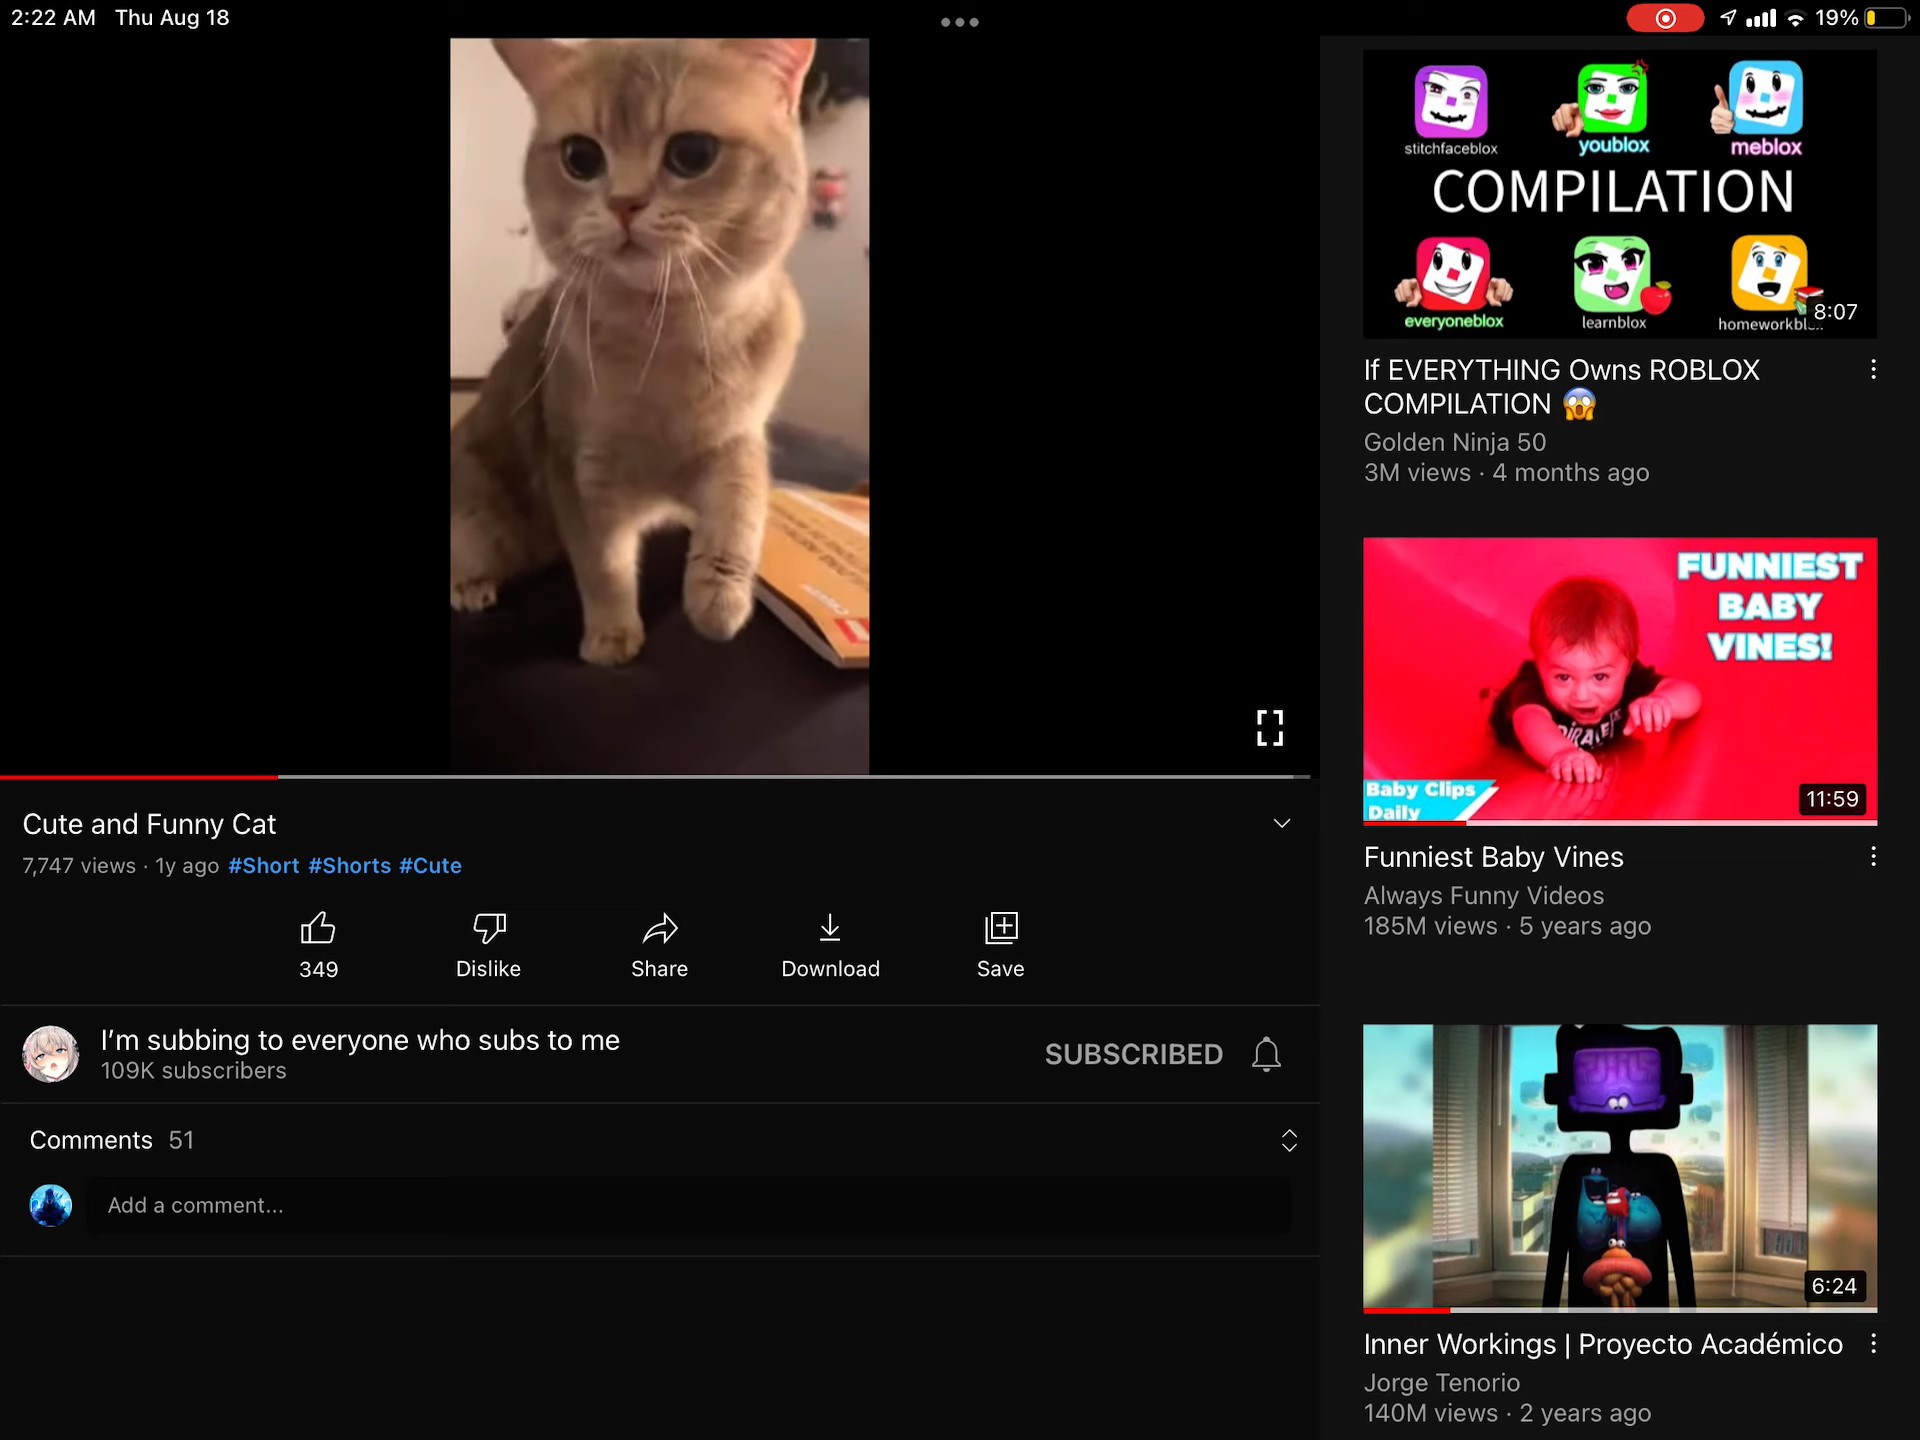 2:22 AM Thu Aug 18
19%
stitchfaceblox
youblox
meblox
COMPILATION
everyoneblox
learnblox
homeworkbl...
8:07
If EVERYTHING Owns ROBLOX
COMPILATION 😱
Golden Ninja 50
3M views · 4 months ago
FUNNIEST
BABY
VINES!
Baby Clips
Daily
11:59
Funniest Baby Vines
Always Funny Videos
185M views · 5 years ago
6:24
Inner Workings | Proyecto Académico
Jorge Tenorio
140M views · 2 years ago
Cute and Funny Cat
7,747 views · 1y ago #Short #Shorts #Cute
349
Dislike
Share
Download
Save
I'm subbing to everyone who subs to me
109K subscribers
SUBSCRIBED
Comments 51
Add a comment...